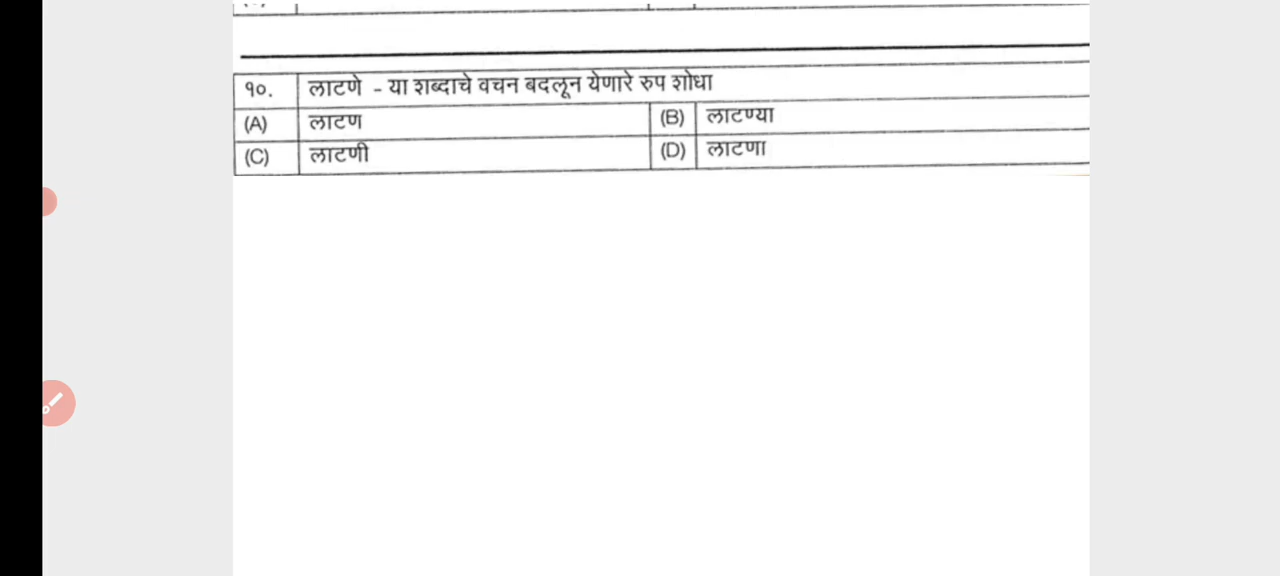 १०. लाटणे - या शब्दाचे वचन बदलून येणारे रुप शोधा
(A) लाटण (B) लाटण्या
(C) लाटणी (D) लाटणा